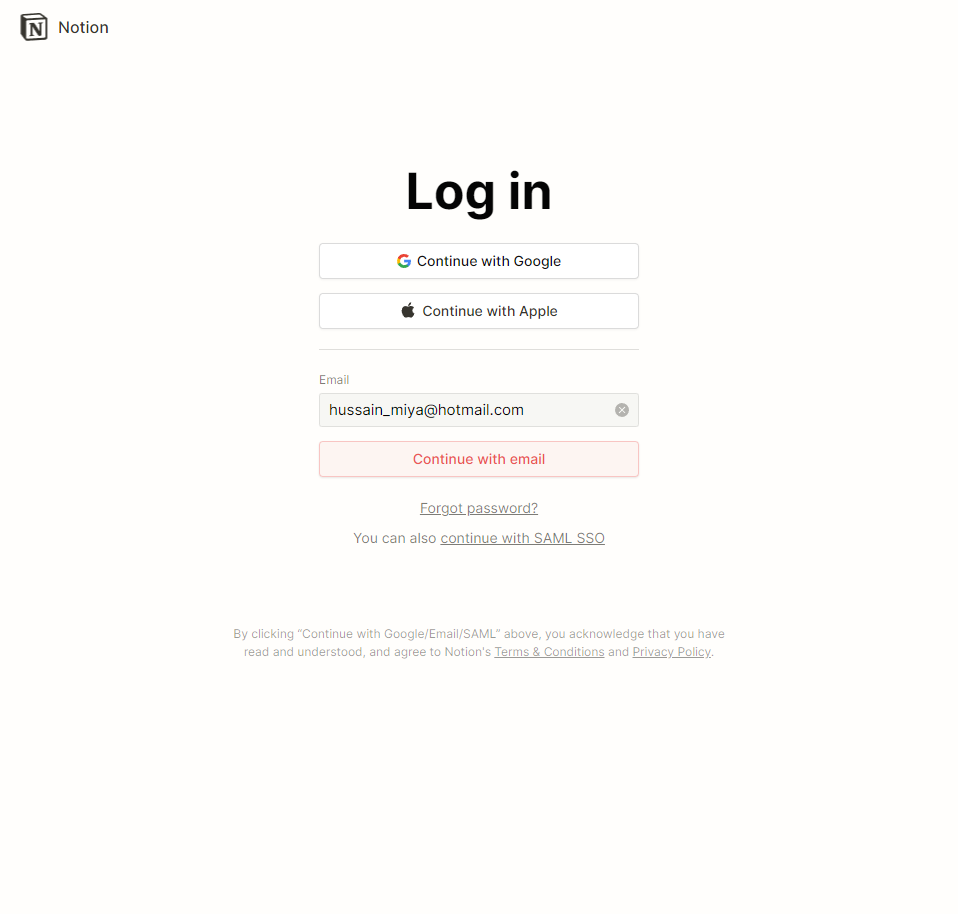 Notion
Log in
Continue with Google
Continue with Apple
Email
hussain_miya@hotmail.com
Continue with email
Forgot password?
You can also continue with SAML SSO
By clicking “Continue with Google/Email/SAML” above, you acknowledge that you have
read and understood, and agree to Notion's Terms & Conditions and Privacy Policy.